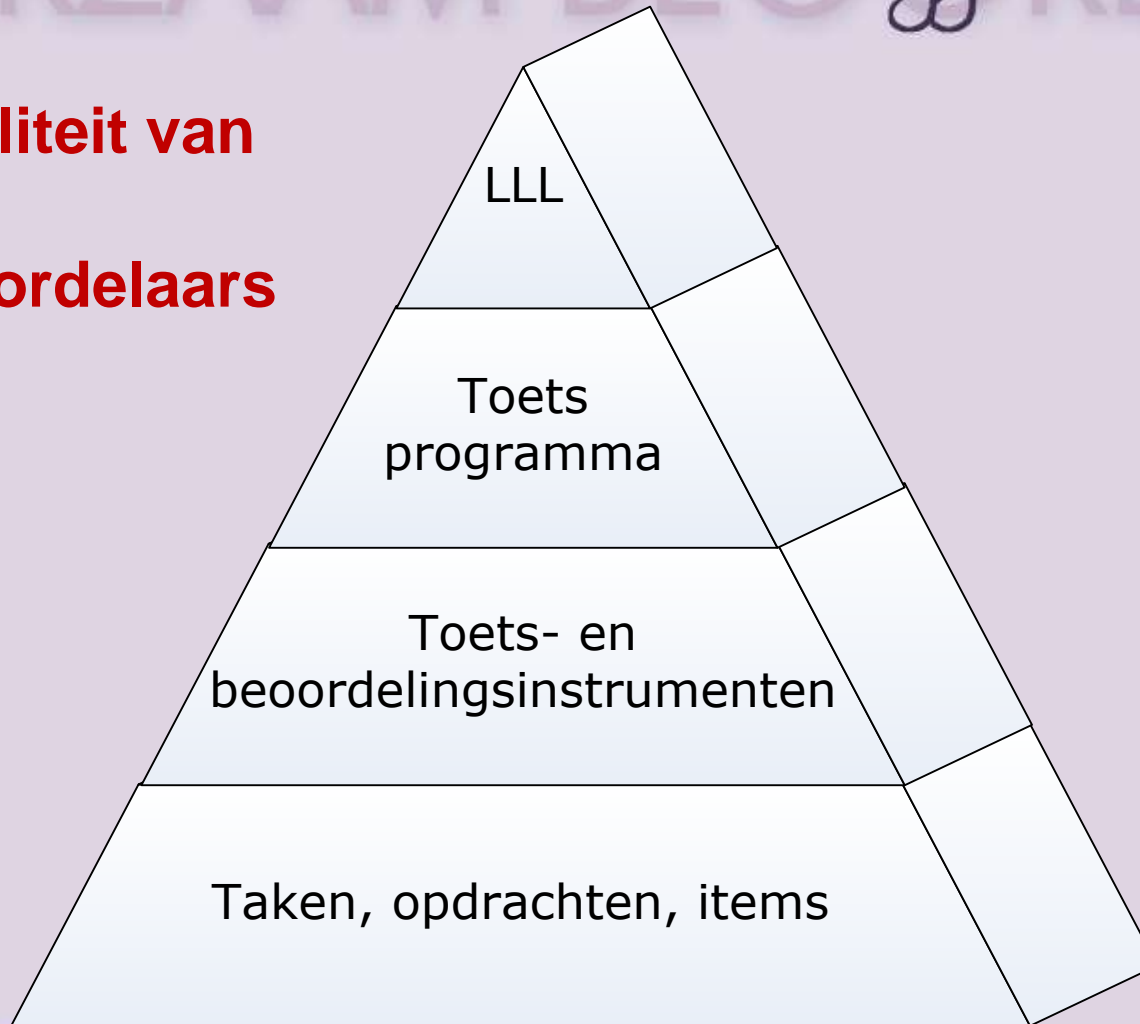 liteit van
ordelaars
LLL
Toets
programma
Toets- en
beoordelingsinstrumenten
Taken, opdrachten, items